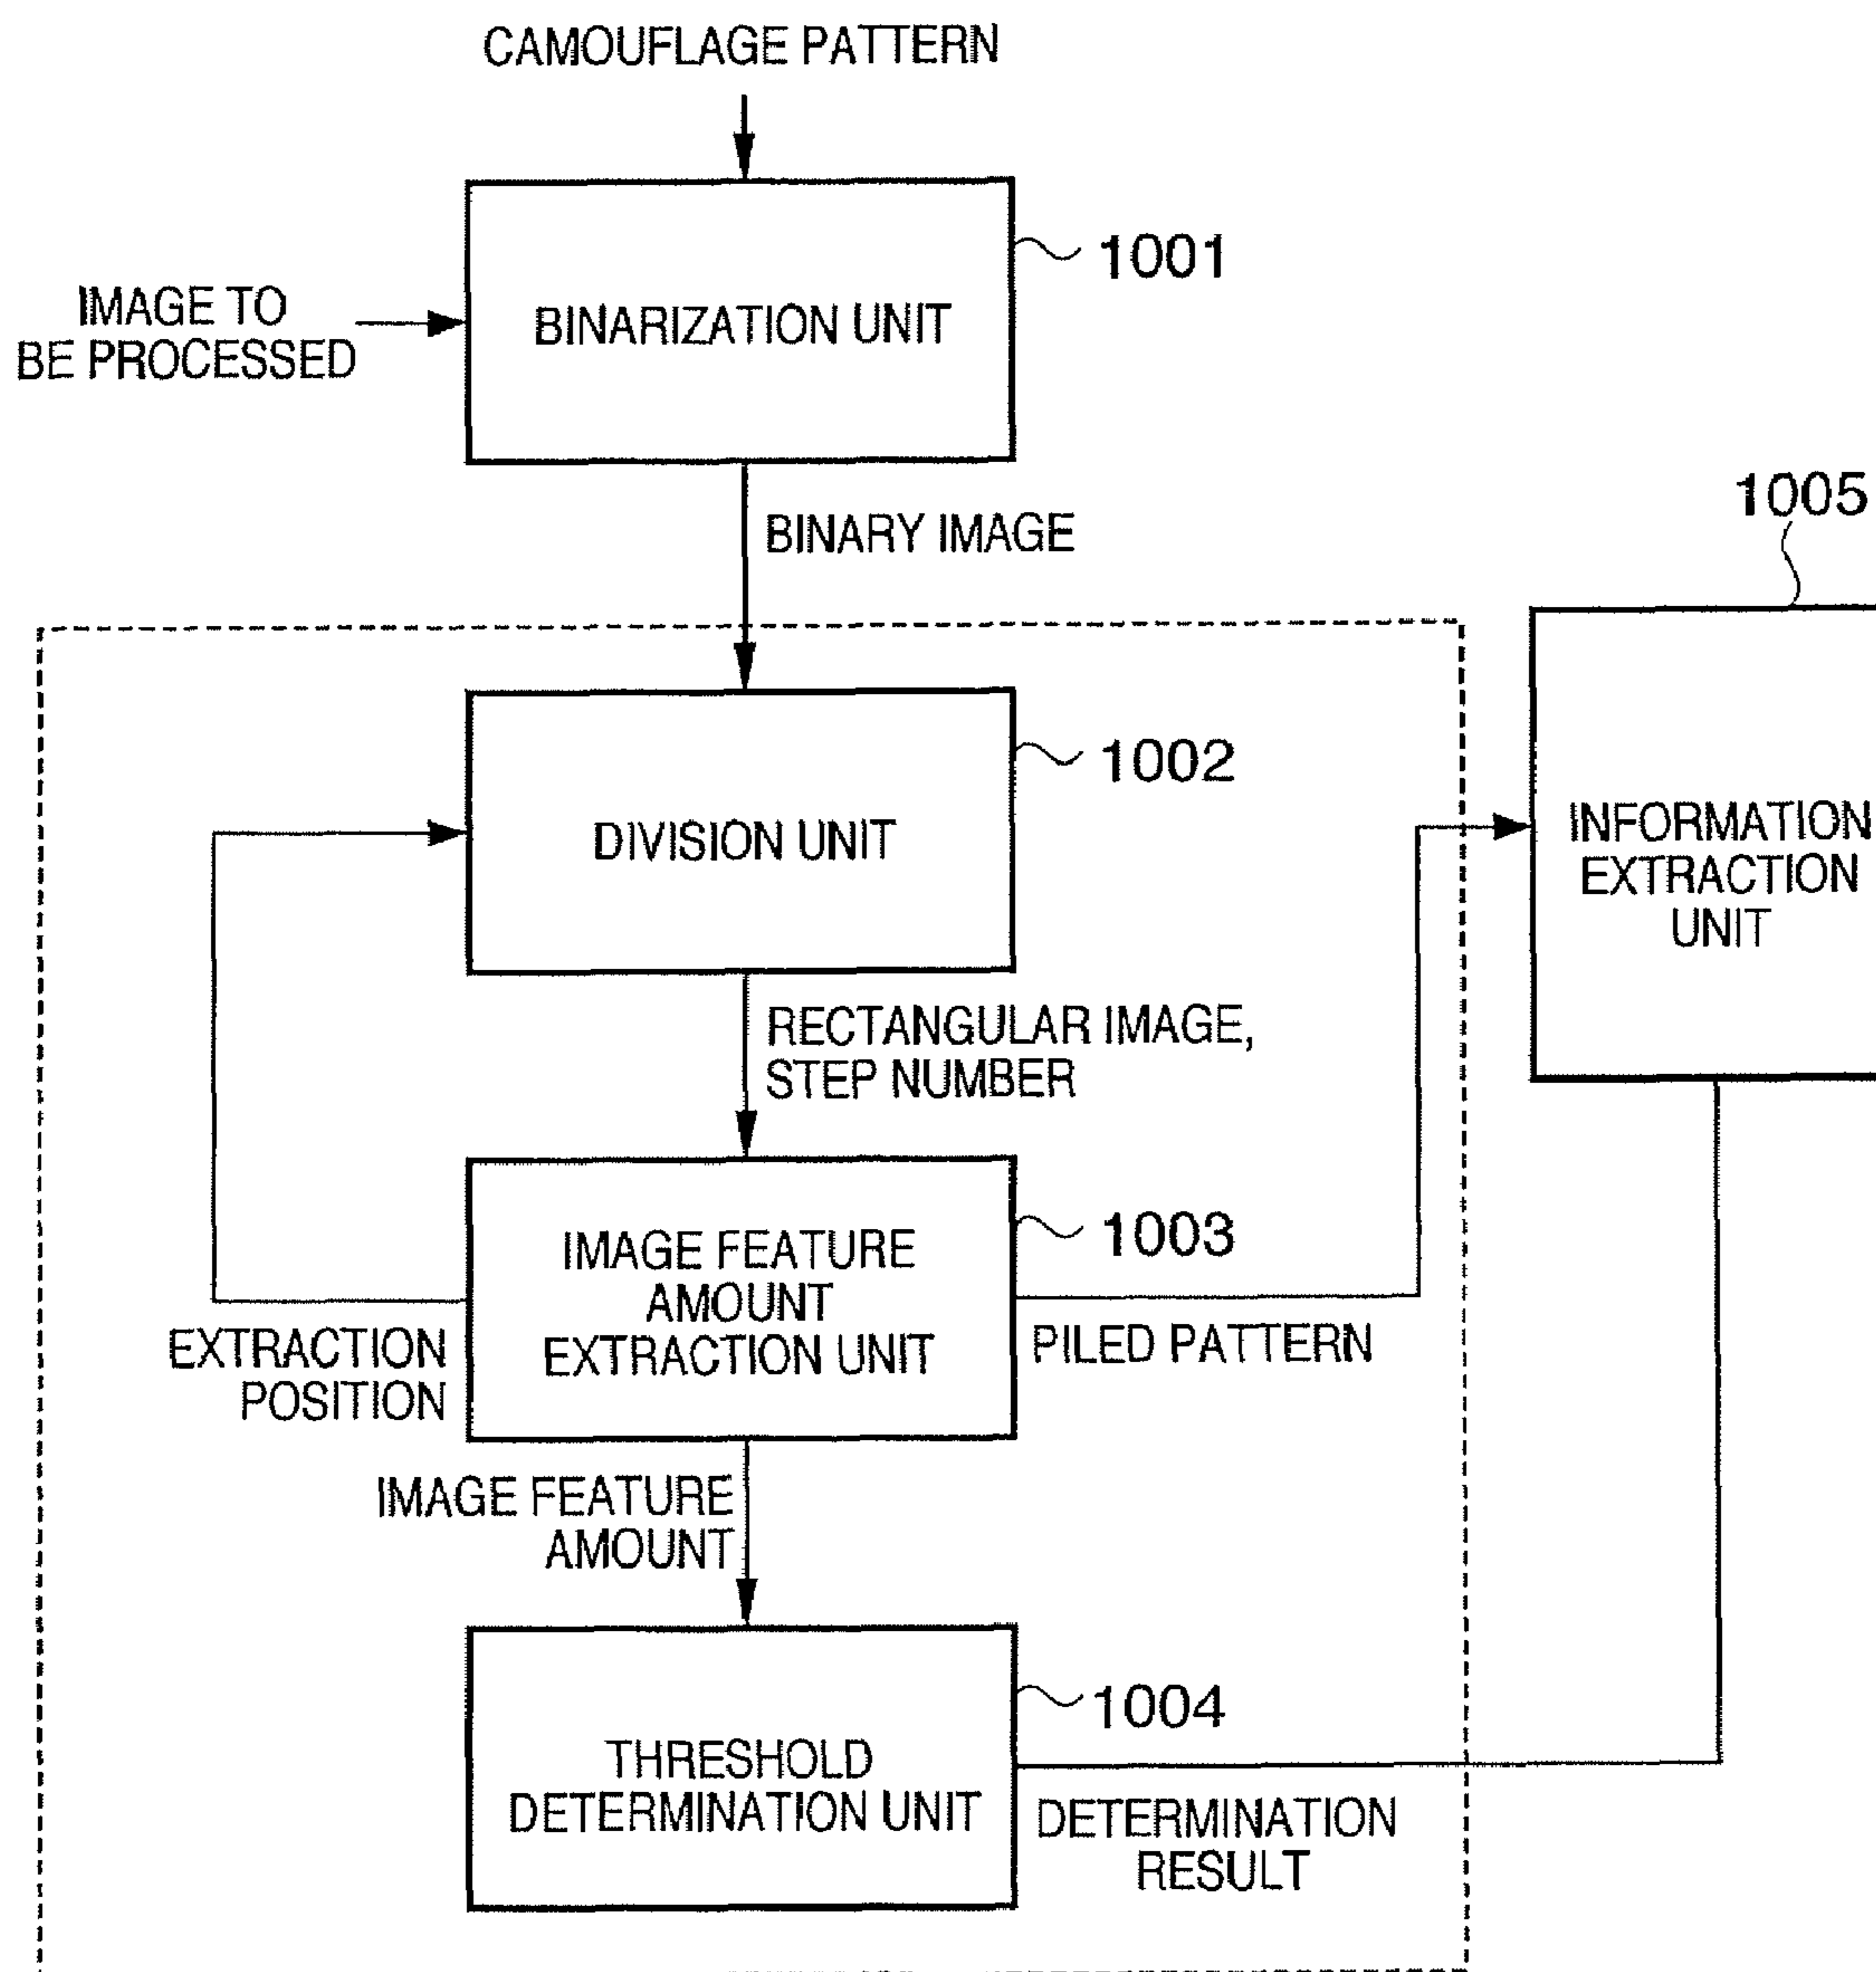 CAMOUFLAGE PATTERN
1001
IMAGE TO
BE PROCESSED
BINARIZATION UNIT
BINARY IMAGE
1005
1002
DIVISION UNIT
INFORMATION
EXTRACTION
UNIT
RECTANGULAR IMAGE,
STEP NUMBER
1003
IMAGE FEATURE
AMOUNT
EXTRACTION UNIT
EXTRACTION
POSITION
PILED PATTERN
IMAGE FEATURE
AMOUNT
1004
THRESHOLD
DETERMINATION UNIT
DETERMINATION
RESULT